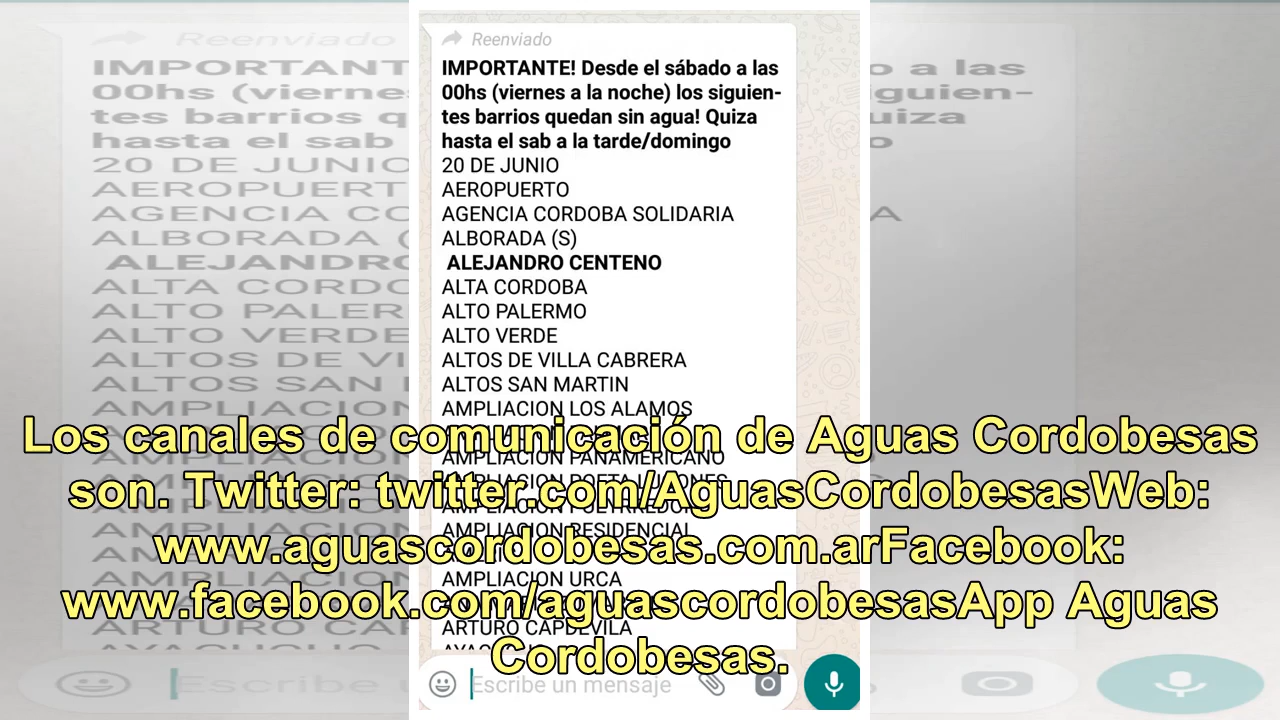 Reenviado
IMPORTANTE! Desde el sábado a las
00hs (viernes a la noche) los siguien-
tes barrios quedan sin agua! Quiza
hasta el sab a la tarde/domingo
20 DE JUNIO
AEROPUERTO
AGENCIA CORDOBA SOLIDARIA
ALBORADA (S)
ALEJANDRO CENTENO
ALTA CORDOBA
ALTO PALERMO
ALTO VERDE
ALTOS DE VILLA CABRERA
ALTOS SAN MARTIN
AMPLIACION LOS ALAMOS
AMPLIACION PANAMERICANO
AMPLIACION
AMPLIACION
AMPLIACION RESIDENCIAL
AMPLIACION URCA
ARTURO CAPDEVILA
Los canales de comunicación de Aguas Cordobesas
son. Twitter: twitter.com/AguasCordobesasWeb:
www.aguascordobesas.com.arFacebook:
www.facebook.com/aguascordobesasApp Aguas
Cordobesas.
Escribe un mensaje